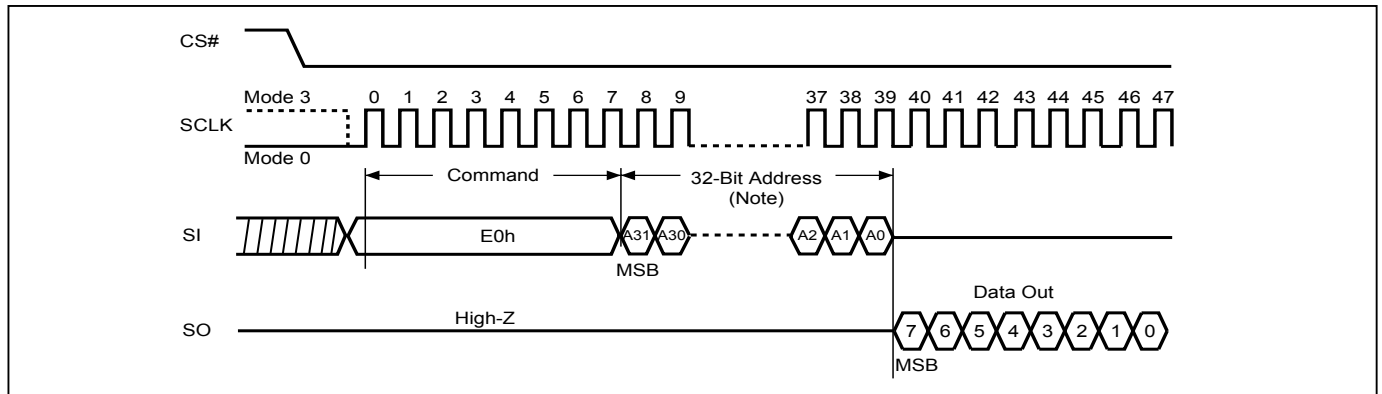 CS#
Mode 3
0 1 2 3 4 5 6 7 8 9 37 38 39 40 41 42 43 44 45 46 47
SCLK
Mode 0
Command
32-Bit Address
(Note)
SI
E0h
A31 A30 A2 A1 A0
MSB
Data Out
High-Z
SO
7 6 5 4 3 2 1 0
MSB